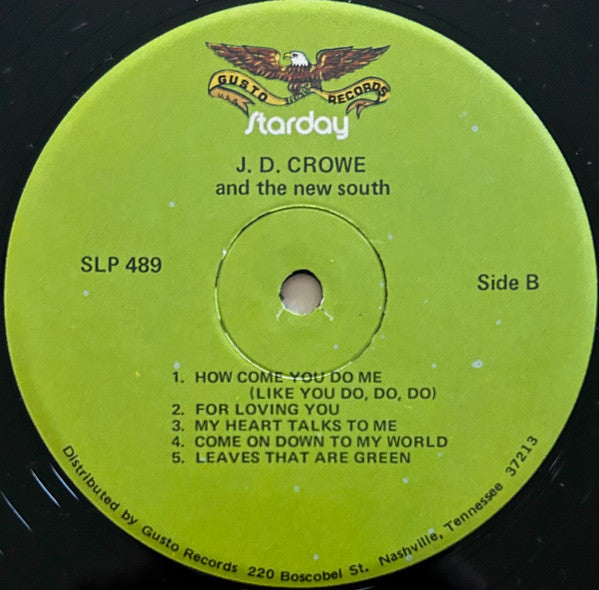 GUSTO RECORDS
U.S.A.
Starday
J. D. CROWE
and the new south
SLP 489
Side B
1. HOW COME YOU DO ME
(LIKE YOU DO, DO, DO)
2. FOR LOVING YOU
3. MY HEART TALKS TO ME
4. COME ON DOWN TO MY WORLD
5. LEAVES THAT ARE GREEN
Distributed by Gusto Records 220 Boscobel St. Nashville, Tennessee 37213